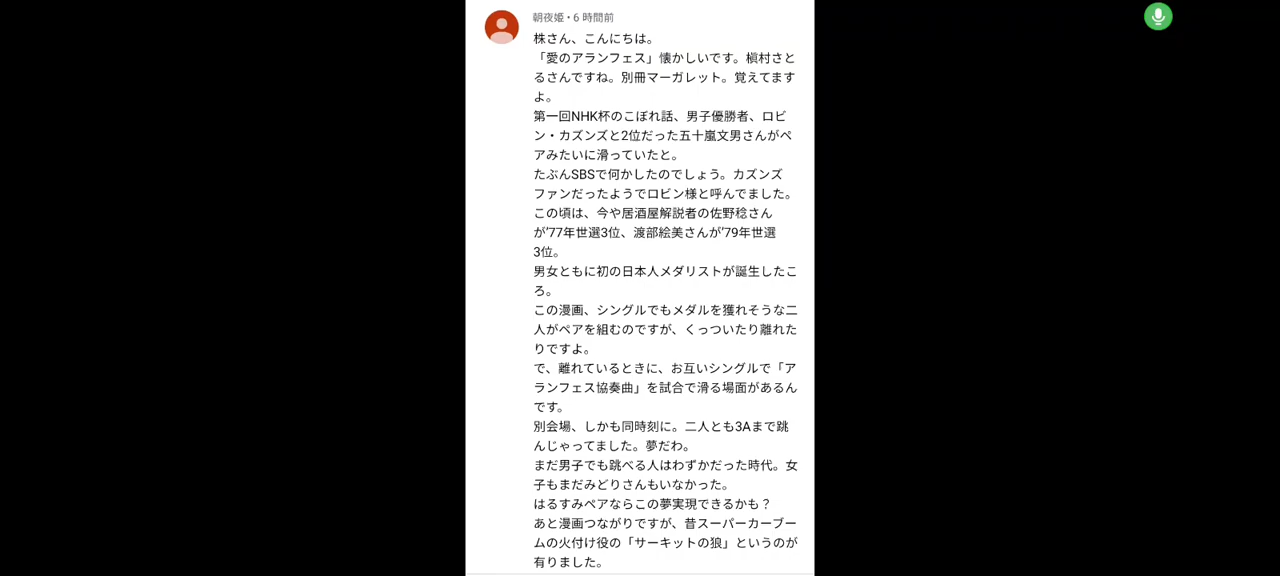 朝夜姫 • 6 時間前
株さん、こんにちは。
「愛のアランフェス」懐かしいです。槇村さと
るさんですね。別冊マーガレット。覚えてます
よ。
第一回NHK杯のこぼれ話、男子優勝者、ロビ
ン・カズンズと2位だった五十嵐文男さんがペ
アみたいに滑っていたと。
たぶんSBSで何かしたのでしょう。カズンズ
ファンだったようでロビン様と呼んでました。
この頃は、今や居酒屋解説者の佐野稔さん
が’77年世選3位、渡部絵美さんが’79年世選
3位。
男女ともに初の日本人メダリストが誕生したこ
ろ。
この漫画、シングルでもメダルを獲れそうな二
人がペアを組むのですが、くっついたり離れた
りですよ。
で、離れているときに、お互いシングルで「ア
ランフェス協奏曲」を試合で滑る場面があるん
です。
別会場、しかも同時刻に。二人とも3Aまで跳
んじゃってました。夢だわ。
まだ男子でも跳べる人はわずかだった時代。女
子もまだみどりさんもいなかった。
はるすみペアならこの夢実現できるかも？
あと漫画つながりですが、昔スーパーカーブー
ムの火付け役の「サーキットの狼」というのが
有りました。